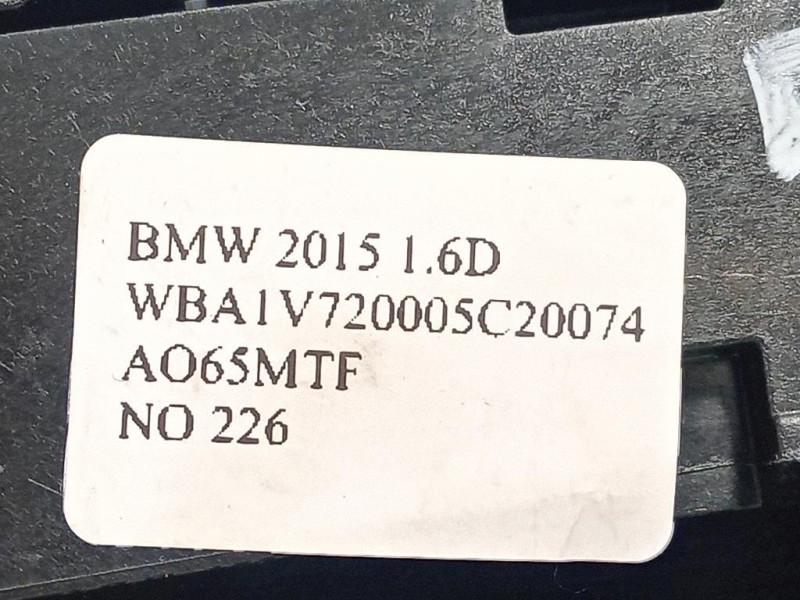 BMW 2015 1.6D
WBA1V720005C20074
AO65MTF
NO 226